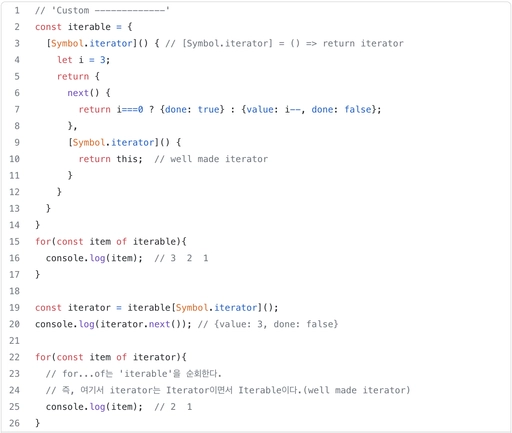 1 // 'Custom -------------'
2 const iterable = {
3 [Symbol.iterator]() { // [Symbol.iterator] = () => return iterator
4 let i = 3;
5 return {
6 next() {
7 return i===0 ? {done: true} : {value: i--, done: false};
8 },
9 [Symbol.iterator]() {
10 return this; // well made iterator
11 }
12 }
13 }
14 }
15 for(const item of iterable){
16 console.log(item); // 3 2 1
17 }
18
19 const iterator = iterable[Symbol.iterator]();
20 console.log(iterator.next()); // {value: 3, done: false}
21
22 for(const item of iterator){
23 // for...of는 'iterable'을 순회한다.
24 // 즉, 여기서 iterator는 Iterator이면서 Iterable이다.(well made iterator)
25 console.log(item); // 2 1
26 }